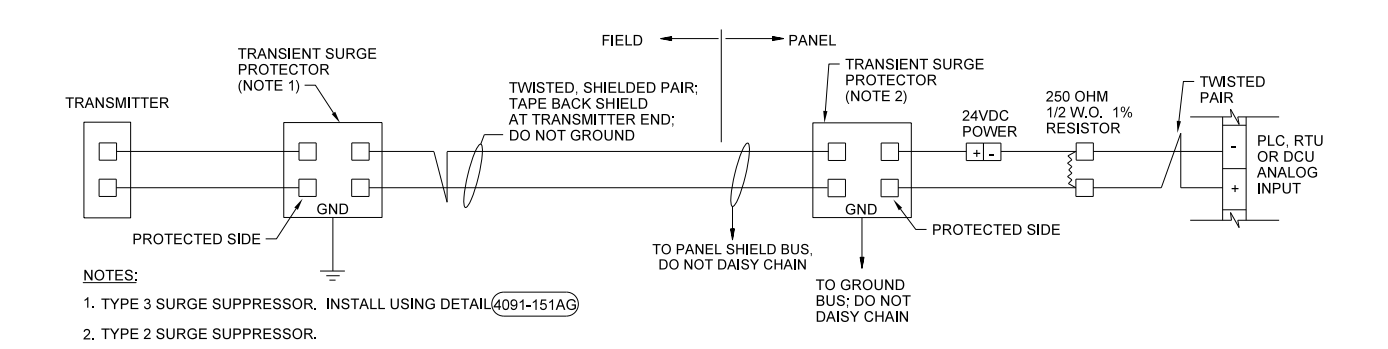 FIELD
PANEL
TRANSIENT SURGE
PROTECTOR
(NOTE 1)
TWISTED, SHIELDED PAIR;
TAPE BACK SHIELD
AT TRANSMITTER END;
DO NOT GROUND
TRANSIENT SURGE
PROTECTOR
(NOTE 2)
24VDC
POWER
250 OHM
1/2 W.O. 1%
RESISTOR
TWISTED
PAIR
TRANSMITTER
+ -
-
+
PLC, RTU
OR DCU
ANALOG
INPUT
GND
GND
PROTECTED SIDE
PROTECTED SIDE
TO PANEL SHIELD BUS,
DO NOT DAISY CHAIN
TO GROUND
BUS; DO NOT
DAISY CHAIN
NOTES:
1. TYPE 3 SURGE SUPPRESSOR. INSTALL USING DETAIL 4091-151AG
2. TYPE 2 SURGE SUPPRESSOR.